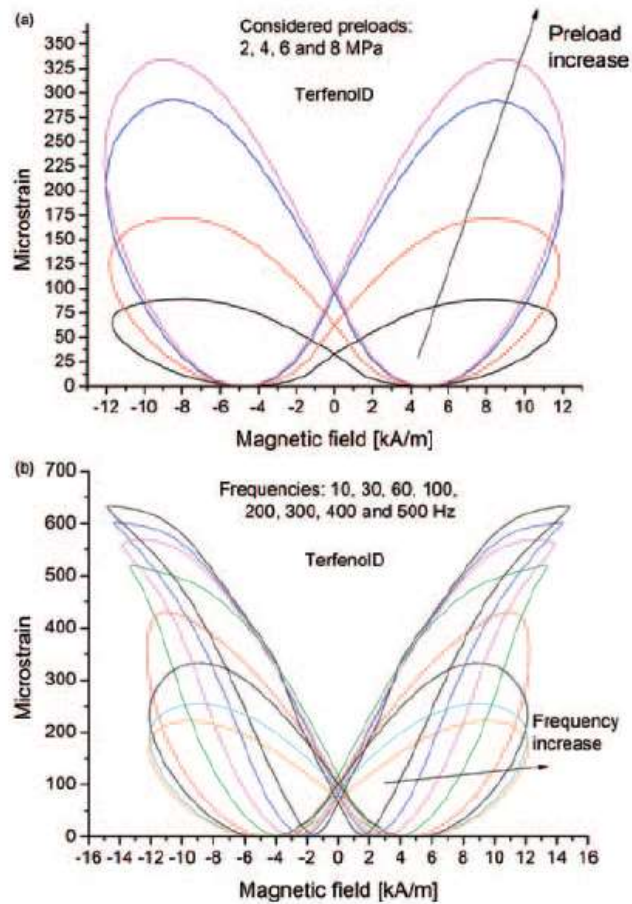 (a)
Considered preloads:
2, 4, 6 and 8 MPa
Preload
increase
TerfenolD
Microstrain
350
325
300
275
250
225
200
175
150
125
100
75
50
25
0
-12 -10 -8 -6 -4 -2 0 2 4 6 8 10 12
Magnetic field [kA/m]
(b)
Frequencies: 10, 30, 60, 100,
200, 300, 400 and 500 Hz
TerfenolD
Frequency
increase
Microstrain
700
600
500
400
300
200
100
0
-16 -14 -12 -10 -8 -6 -4 -2 0 2 4 6 8 10 12 14 16
Magnetic field [kA/m]